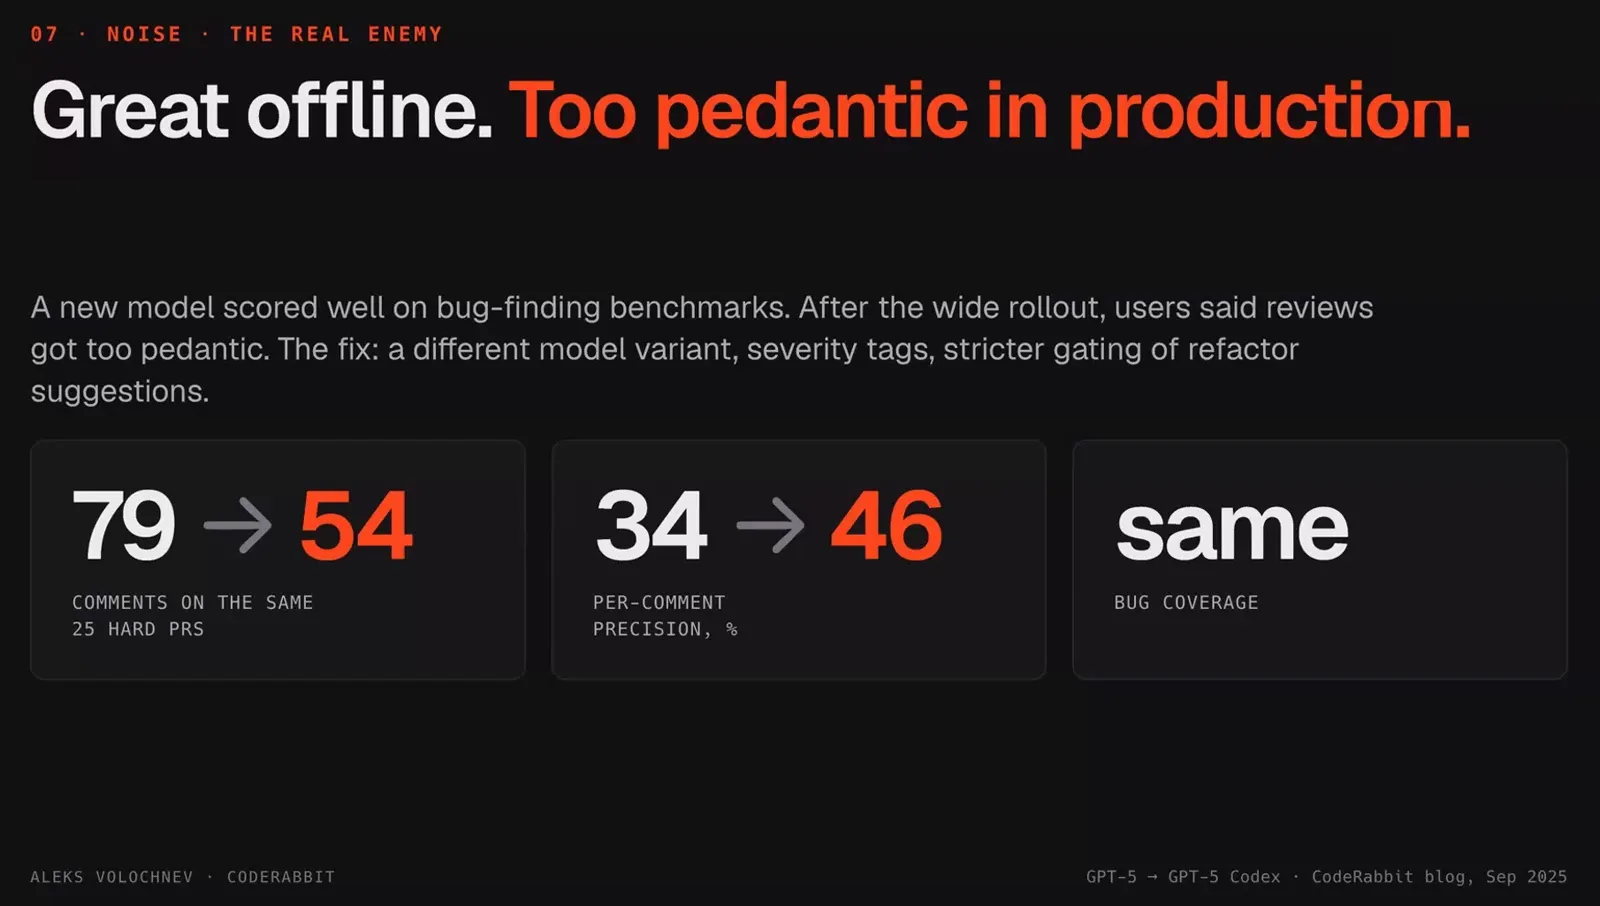 07 · NOISE · THE REAL ENEMY
Great offline. Too pedantic in production.
A new model scored well on bug-finding benchmarks. After the wide rollout, users said reviews
got too pedantic. The fix: a different model variant, severity tags, stricter gating of refactor
suggestions.
79 → 54
COMMENTS ON THE SAME
25 HARD PRS
34 → 46
PER-COMMENT
PRECISION, %
same
BUG COVERAGE
ALEKS VOLOCHNEV · CODERABBIT
GPT-5 → GPT-5 Codex · CodeRabbit blog, Sep 2025